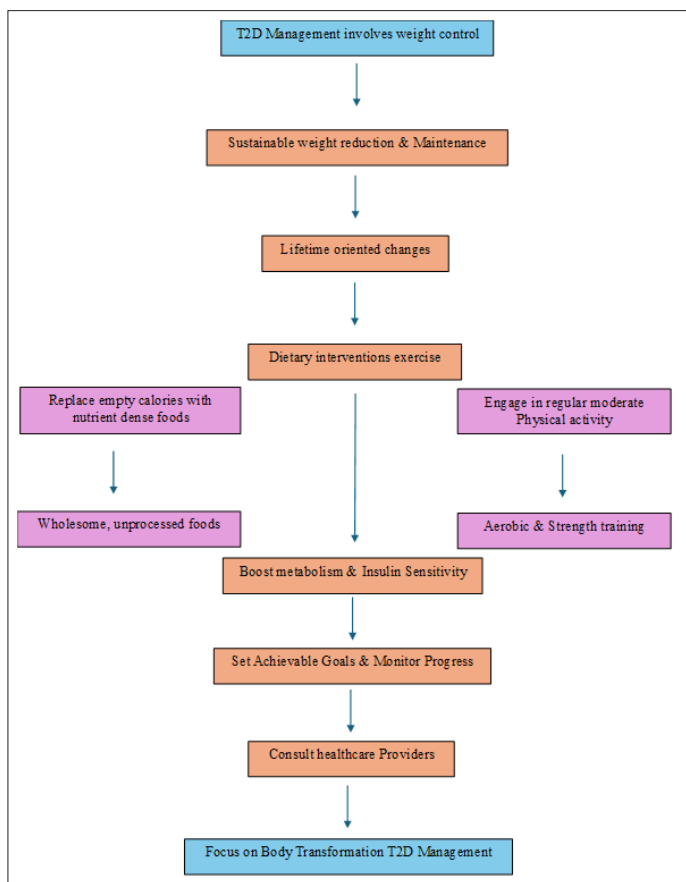 T2D Management involves weight control
Sustainable weight reduction & Maintenance
Lifetime oriented changes
Dietary interventions exercise
Replace empty calories with
nutrient dense foods
Engage in regular moderate
Physical activity
Wholesome, unprocessed foods
Aerobic & Strength training
Boost metabolism & Insulin Sensitivity
Set Achievable Goals & Monitor Progress
Consult healthcare Providers
Focus on Body Transformation T2D Management